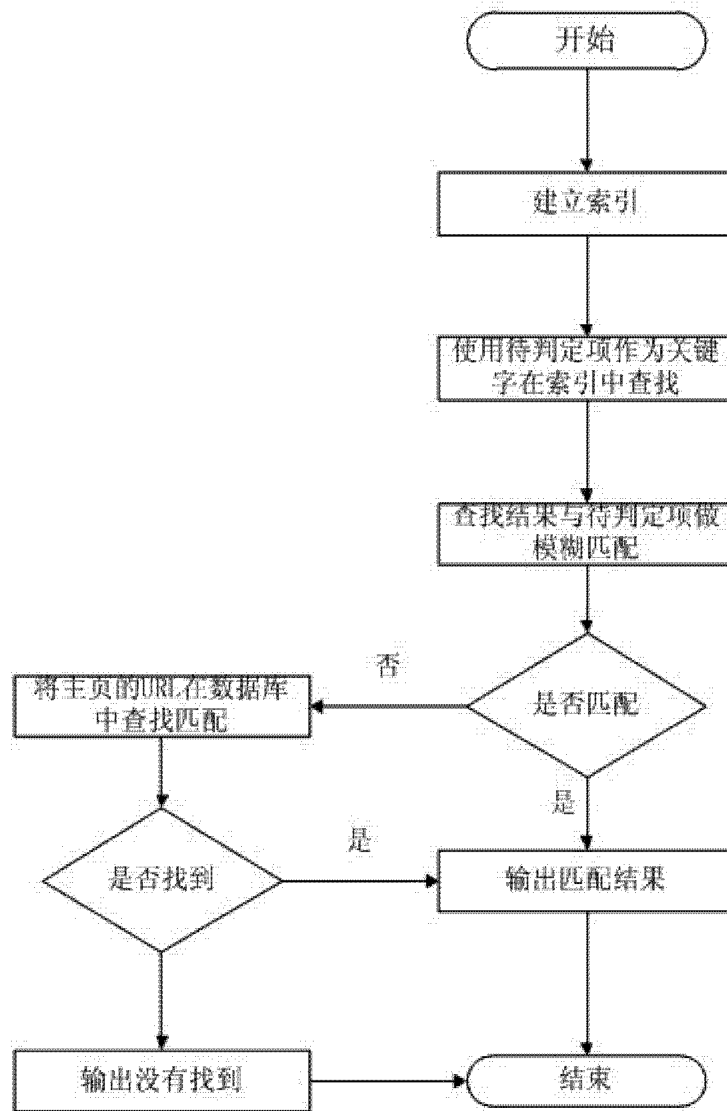 开始
建立索引
使用待判定项作为关键
字在索引中查找
查找结果与待判定项做
模糊匹配
否
将主页的URL在数据库
中查找匹配
是否匹配
是
是
是否找到
输出匹配结果
输出没有找到
结束